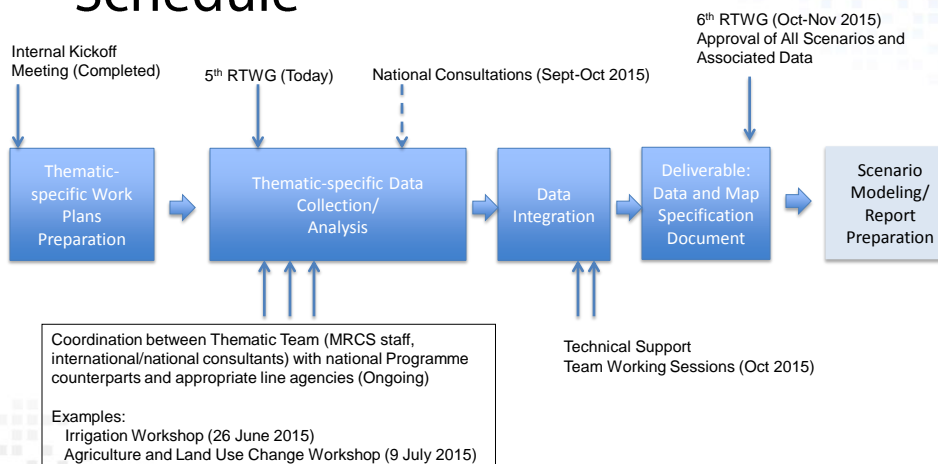 Schedule
6th RTWG (Oct-Nov 2015)
Approval of All Scenarios and
Associated Data
Internal Kickoff
Meeting (Completed)
5th RTWG (Today)
National Consultations (Sept-Oct 2015)
Thematic-
specific Work
Plans
Preparation
Thematic-specific Data
Collection/
Analysis
Data
Integration
Deliverable:
Data and Map
Specification
Document
Scenario
Modeling/
Report
Preparation
Coordination between Thematic Team (MRCS staff,
international/national consultants) with national Programme
counterparts and appropriate line agencies (Ongoing)
Examples:
Irrigation Workshop (26 June 2015)
Agriculture and Land Use Change Workshop (9 July 2015)
Technical Support
Team Working Sessions (Oct 2015)